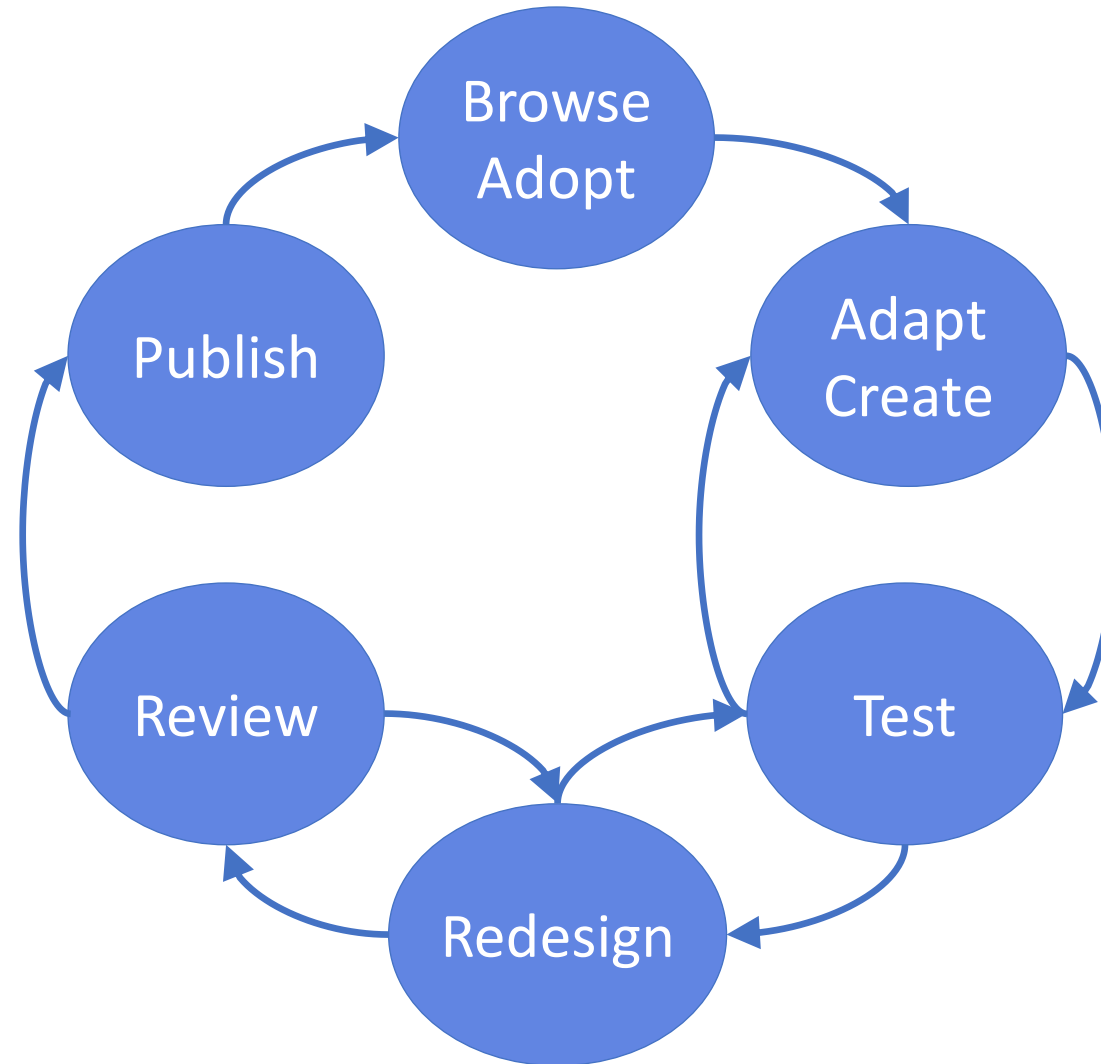 Browse
Adopt
Adapt
Create
Test
Redesign
Review
Publish